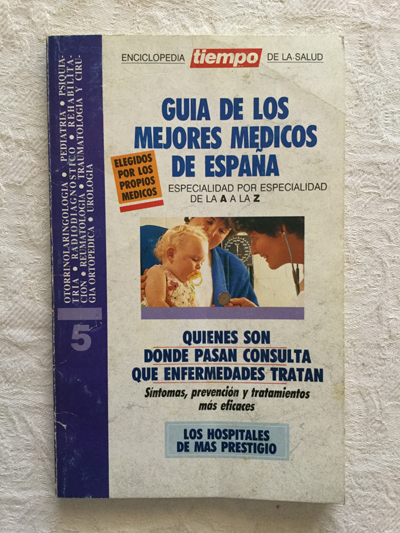 ENCICLOPEDIA tiempo DE LA SALUD
GUIA DE LOS
MEJORES MEDICOS
DE ESPAÑA
ELEGIDOS
POR LOS
PROPIOS
MEDICOS
ESPECIALIDAD POR ESPECIALIDAD
DE LA A A LA Z
OTORRINOLARINGOLOGIA • PEDIATRIA • PSIQUIA-
TRIA • RADIODIAGNOSTICO • REHABILITA-
CION • REUMATOLOGIA • TRAUMATOLOGIA Y CIRU-
GIA ORTOPEDICA • UROLOGIA
5
QUIENES SON
DONDE PASAN CONSULTA
QUE ENFERMEDADES TRATAN
Síntomas, prevención y tratamientos
más eficaces
LOS HOSPITALES
DE MAS PRESTIGIO